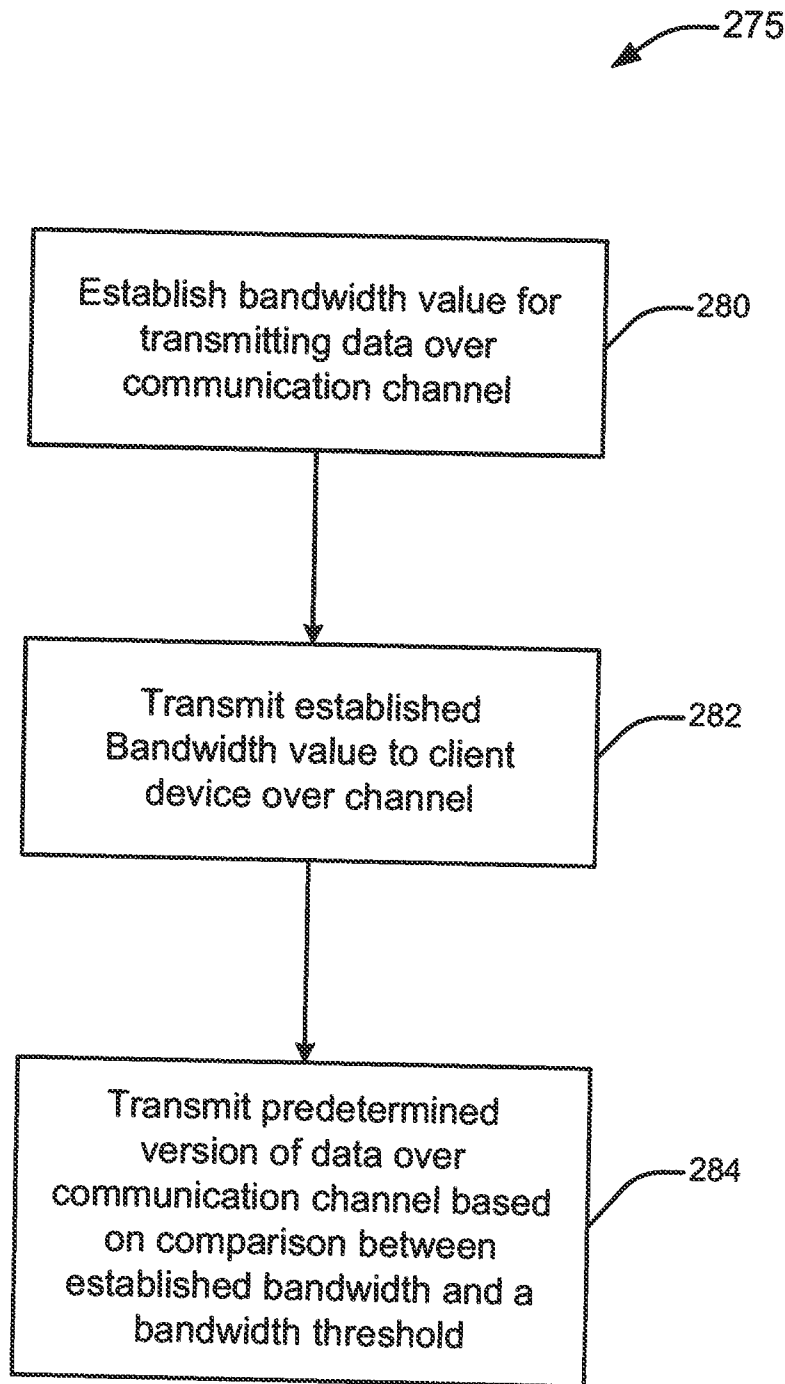 275
Establish bandwidth value for
transmitting data over
communication channel
280
Transmit established
Bandwidth value to client
device over channel
282
Transmit predetermined
version of data over
communication channel based
on comparison between
established bandwidth and a
bandwidth threshold
284